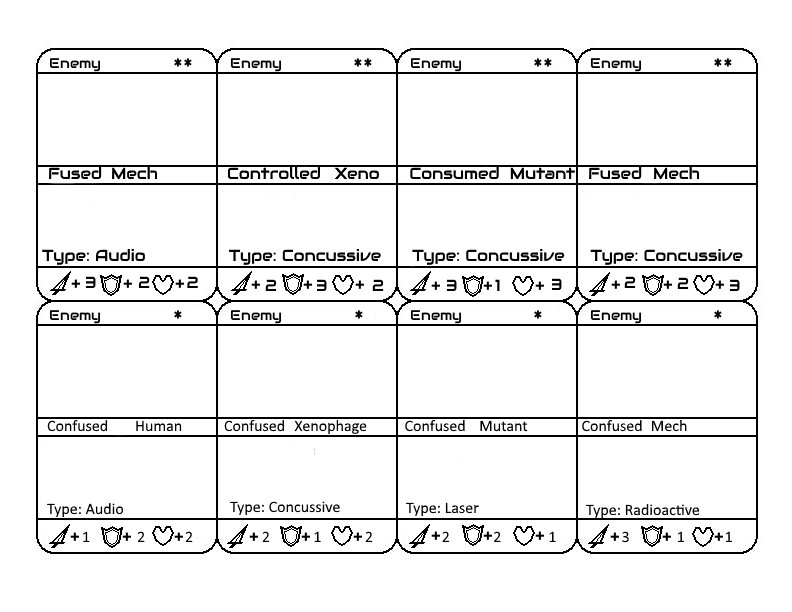 Enemy **
Enemy **
Enemy **
Enemy **
Fused Mech
Controlled Xeno
Consumed Mutant
Fused Mech
Type: Audio
Type: Concussive
Type: Concussive
Type: Concussive
+ 3 + 2 +2
+ 2 +3 + 2
+ 3 +1 + 3
+ 2 + 2 + 3
Enemy *
Enemy *
Enemy *
Enemy *
Confused Human
Confused Xenophage
Confused Mutant
Confused Mech
Type: Audio
Type: Concussive
Type: Laser
Type: Radioactive
+1 + 2 +2
+ 2 + 1 + 2
+2 +2 + 1
+3 + 1 +1